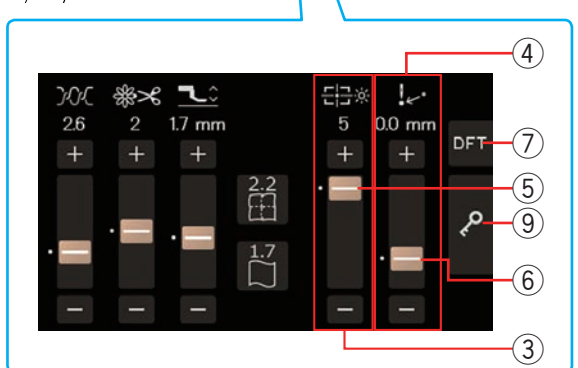 ④
2.6 2 1.7 mm 5 0.0 mm
+ + + + +
DFT ⑦
2.2
⑤
⑨
1.7
⑥
− − − − −
③